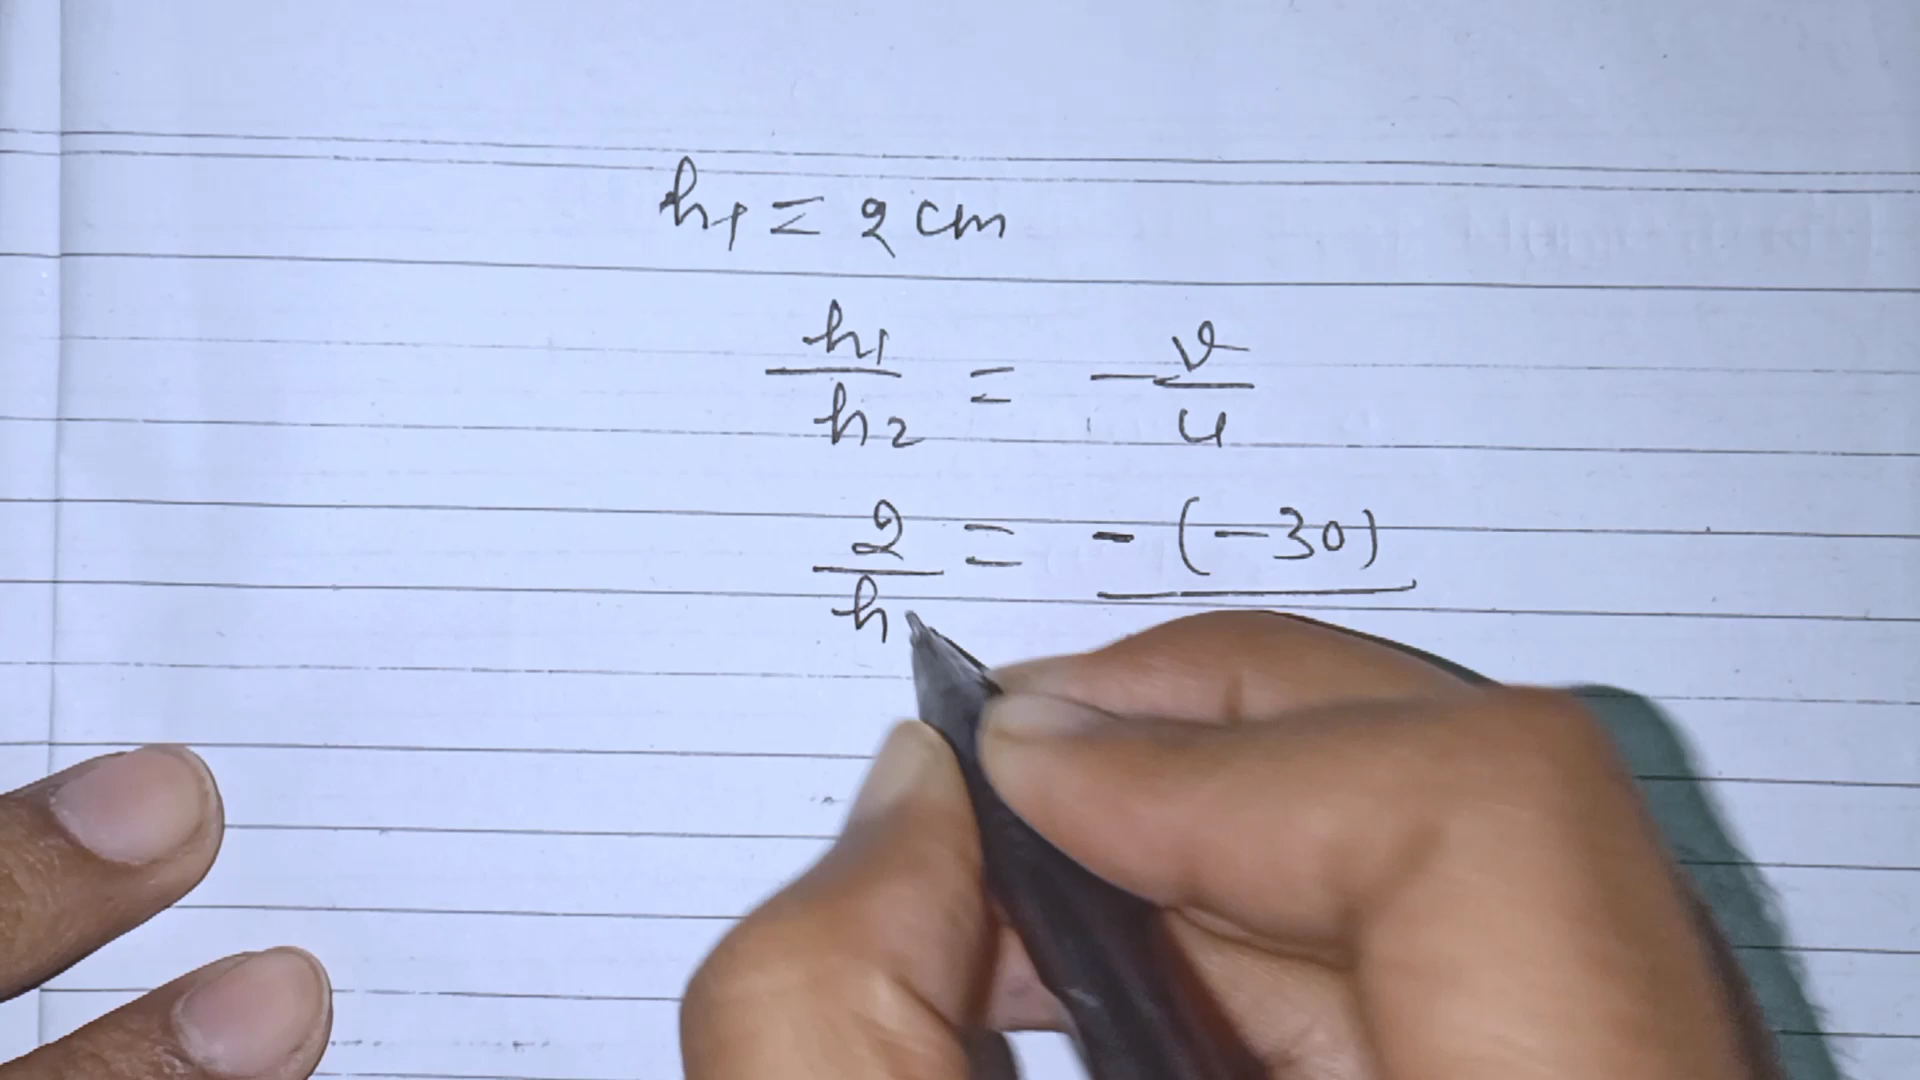 h1 = 2 cm
h1/h2 = - v/u
2/h = - (-30)/